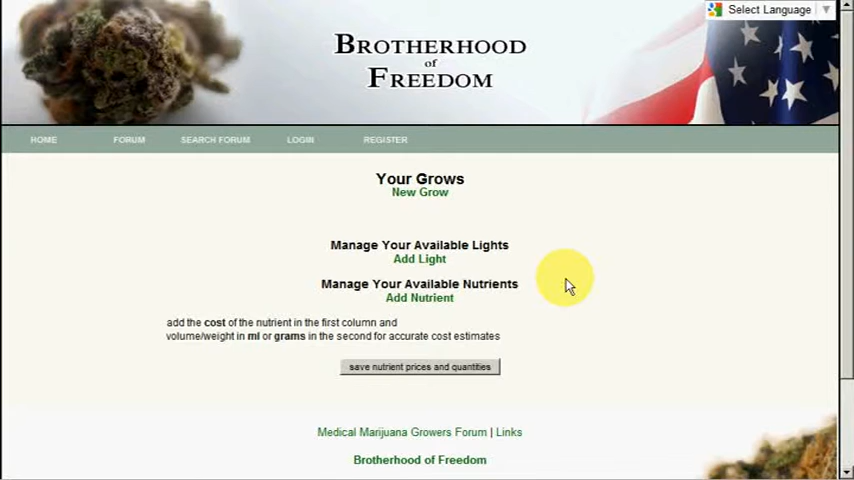 Select Language
BROTHERHOOD
of
FREEDOM
HOME FORUM SEARCH FORUM LOGIN REGISTER
Your Grows
New Grow
Manage Your Available Lights
Add Light
Manage Your Available Nutrients
Add Nutrient
add the cost of the nutrient in the first column and
volume/weight in ml or grams in the second for accurate cost estimates
save nutrient prices and quantities
Medical Marijuana Growers Forum | Links
Brotherhood of Freedom